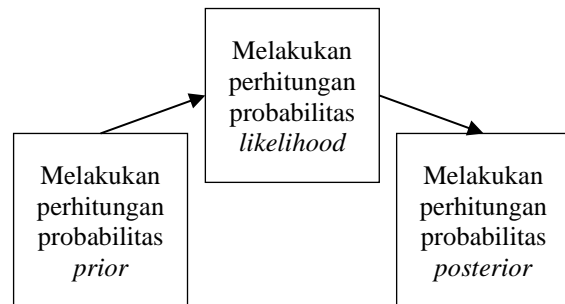 Melakukan
perhitungan
probabilitas
prior
Melakukan
perhitungan
probabilitas
likelihood
Melakukan
perhitungan
probabilitas
posterior